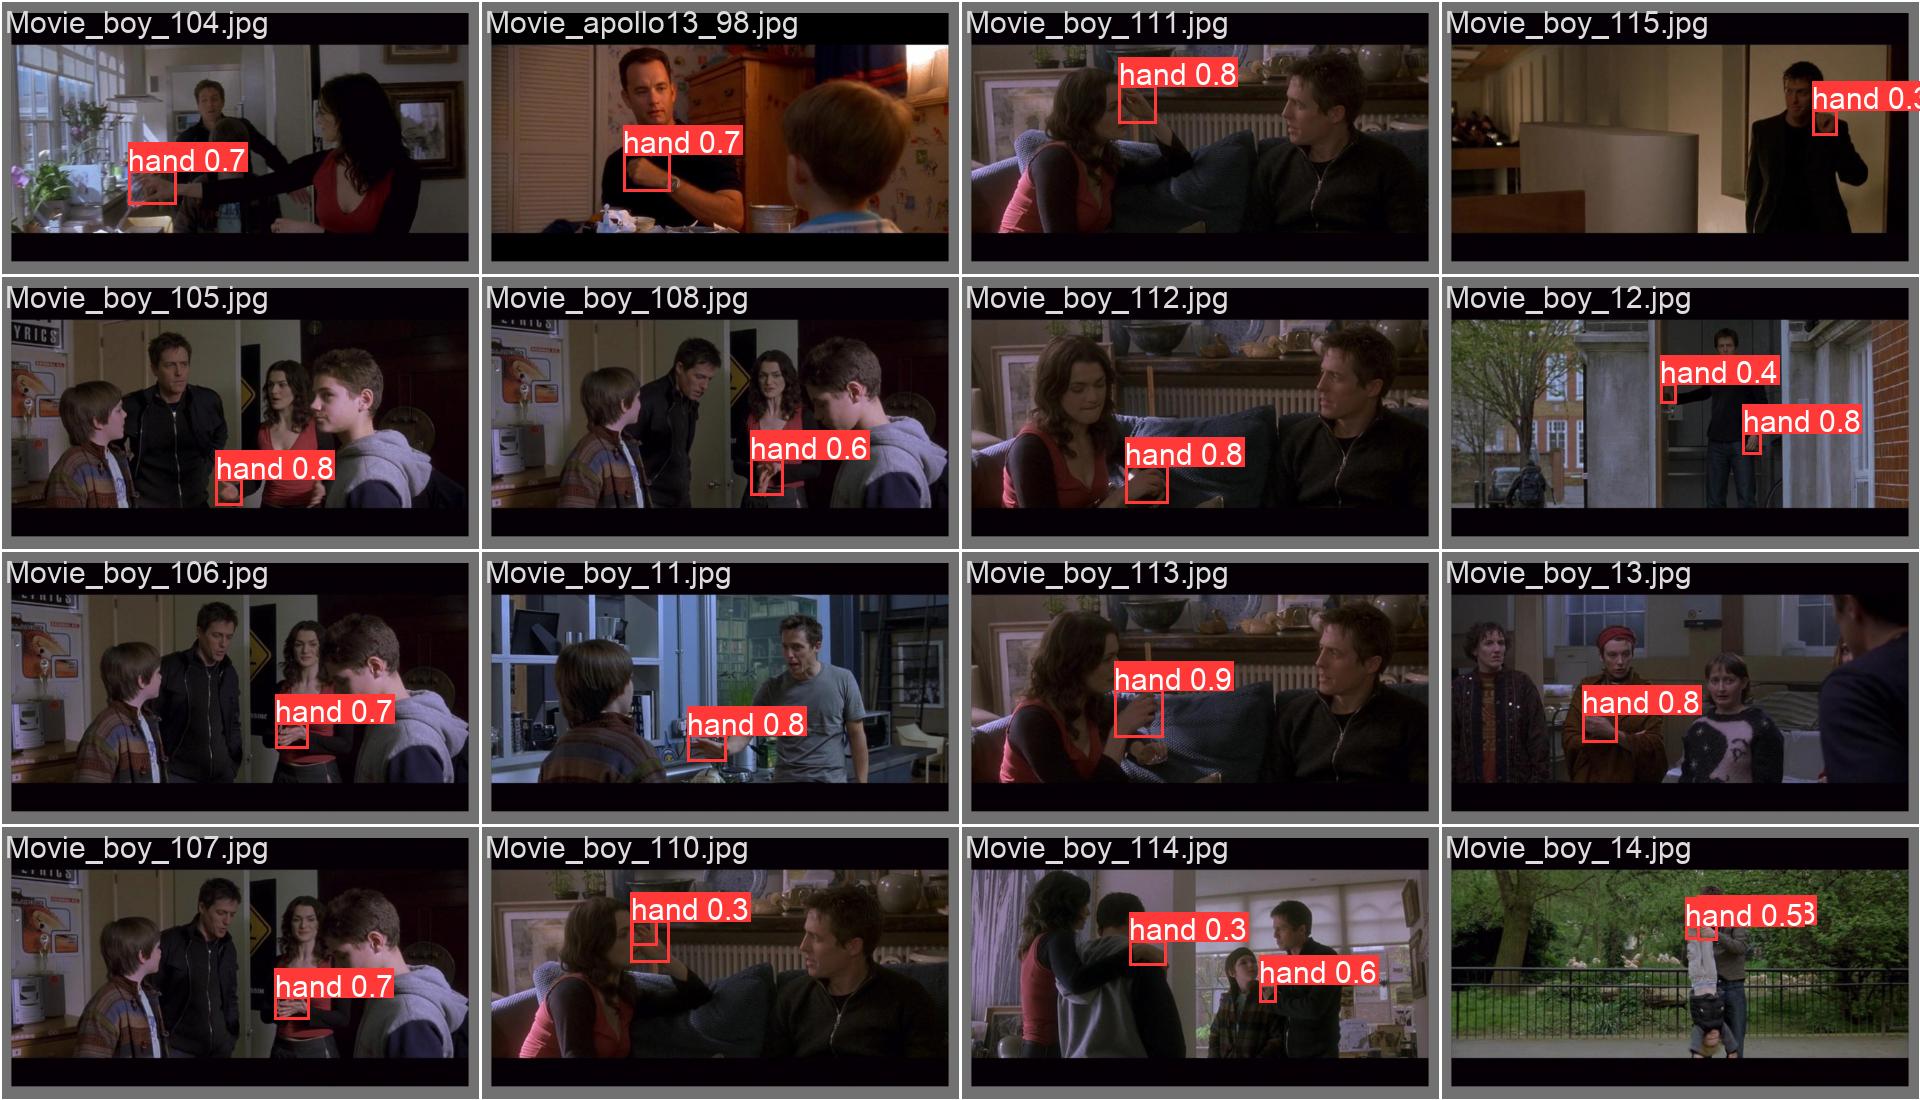 Movie_boy_104.jpg
hand 0.7
Movie_apollo13_98.jpg
hand 0.7
Movie_boy_111.jpg
hand 0.8
Movie_boy_115.jpg
hand 0.3
Movie_boy_105.jpg
YRICS
hand 0.8
Movie_boy_108.jpg
hand 0.6
Movie_boy_112.jpg
hand 0.8
Movie_boy_12.jpg
hand 0.4
hand 0.8
Movie_boy_106.jpg
hand 0.7
Movie_boy_11.jpg
hand 0.8
Movie_boy_113.jpg
hand 0.9
Movie_boy_13.jpg
hand 0.8
Movie_boy_107.jpg
hand 0.7
Movie_boy_110.jpg
hand 0.3
Movie_boy_114.jpg
hand 0.3
hand 0.6
Movie_boy_14.jpg
hand 0.5